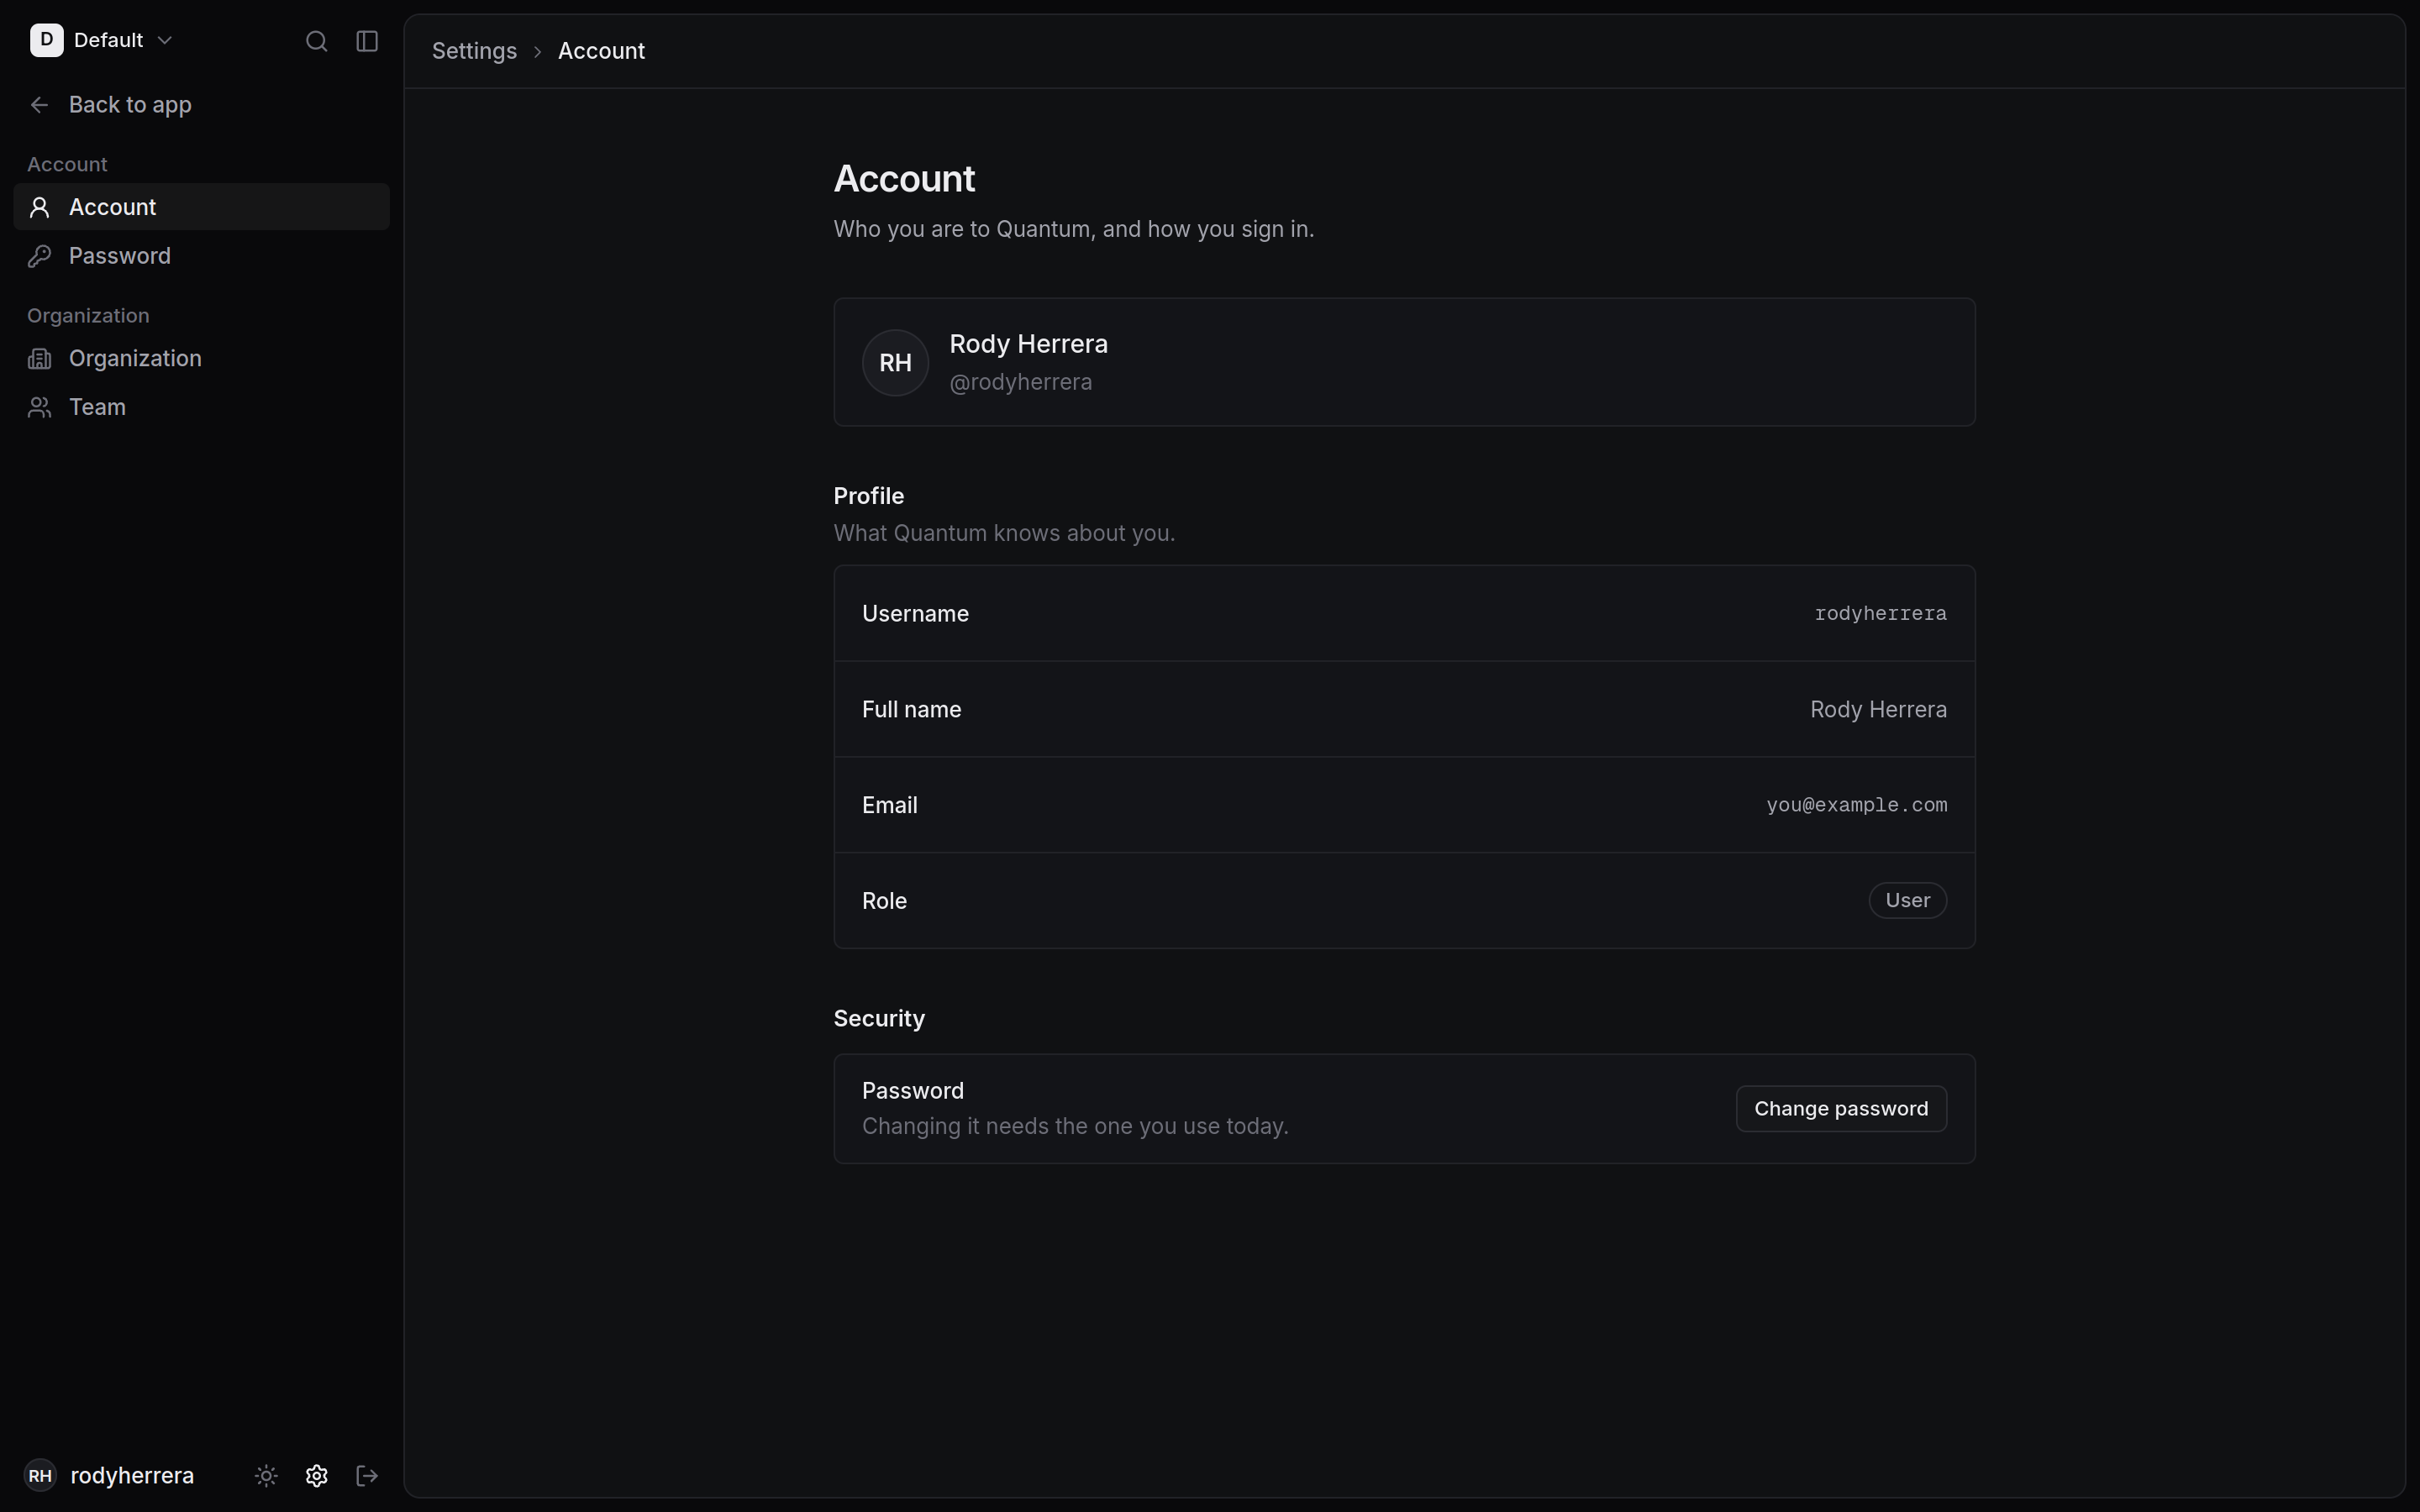 D Default
Back to app
Account
Account
Password
Organization
Organization
Team
RH rodyherrera
Settings > Account
Account
Who you are to Quantum, and how you sign in.
RH
Rody Herrera
@rodyherrera
Profile
What Quantum knows about you.
Username rodyherrera
Full name Rody Herrera
Email you@example.com
Role User
Security
Password
Changing it needs the one you use today.
Change password